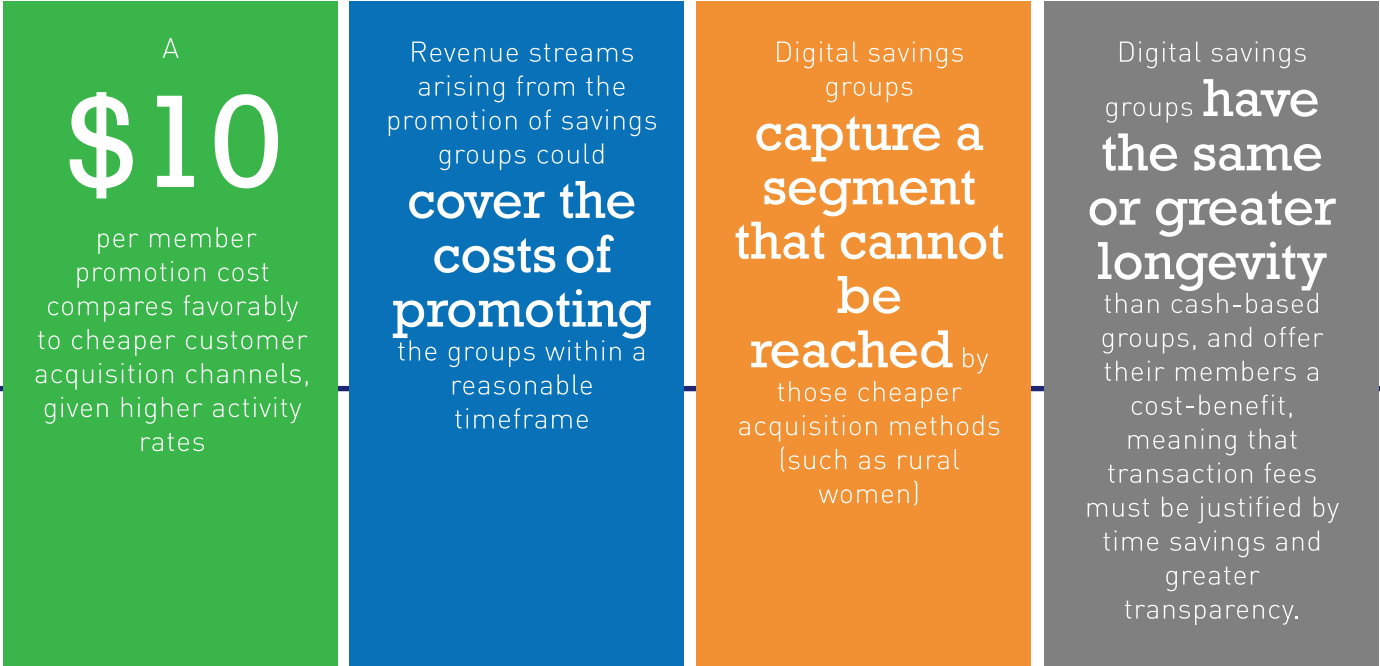 A
$10
per member
promotion cost
compares favorably
to cheaper customer
acquisition channels,
given higher activity
rates
Revenue streams
arising from the
promotion of savings
groups could
cover the
costs of
promoting
the groups within a
reasonable
timeframe
Digital savings
groups
capture a
segment
that cannot
be
reached by
those cheaper
acquisition methods
(such as rural
women)
Digital savings
groups have
the same
or greater
longevity
than cash-based
groups, and offer
their members a
cost-benefit,
meaning that
transaction fees
must be justified by
time savings and
greater
transparency.